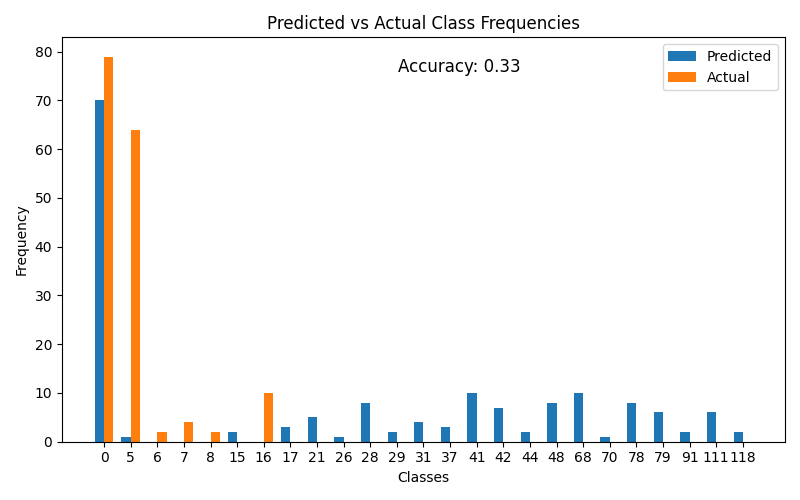 Predicted vs Actual Class Frequencies
Accuracy: 0.33
Predicted
Actual
Frequency
80
70
60
50
40
30
20
10
0
0 5 6 7 8 15 16 17 21 26 28 29 31 37 41 42 44 48 68 70 78 79 91 111 118
Classes